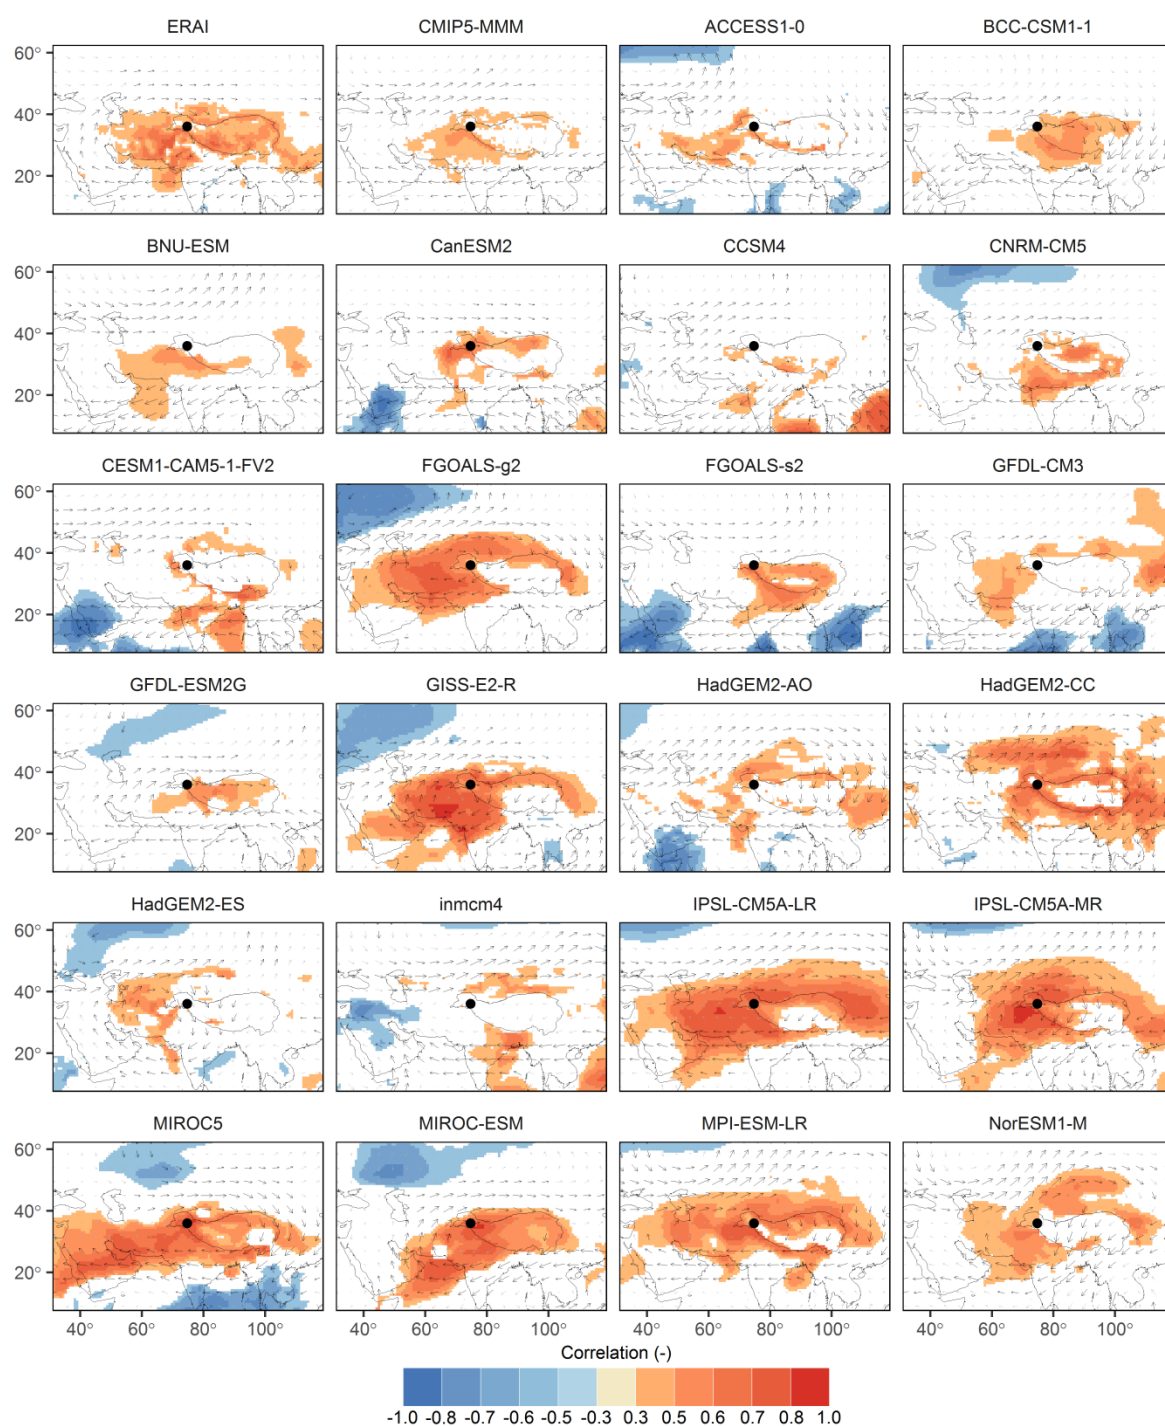 ERAI CMIP5-MMM ACCESS1-0 BCC-CSM1-1
60°
40°
20°
BNU-ESM CanESM2 CCSM4 CNRM-CM5
60°
40°
20°
CESM1-CAM5-1-FV2 FGOALS-g2 FGOALS-s2 GFDL-CM3
60°
40°
20°
GFDL-ESM2G GISS-E2-R HadGEM2-AO HadGEM2-CC
60°
40°
20°
HadGEM2-ES inmcm4 IPSL-CM5A-LR IPSL-CM5A-MR
60°
40°
20°
MIROC5 MIROC-ESM MPI-ESM-LR NorESM1-M
60°
40°
20°
40° 60° 80° 100° 40° 60° 80° 100° 40° 60° 80° 100° 40° 60° 80° 100°
Correlation (-)
-1.0 -0.8 -0.7 -0.6 -0.5 -0.3 0.3 0.5 0.6 0.7 0.8 1.0